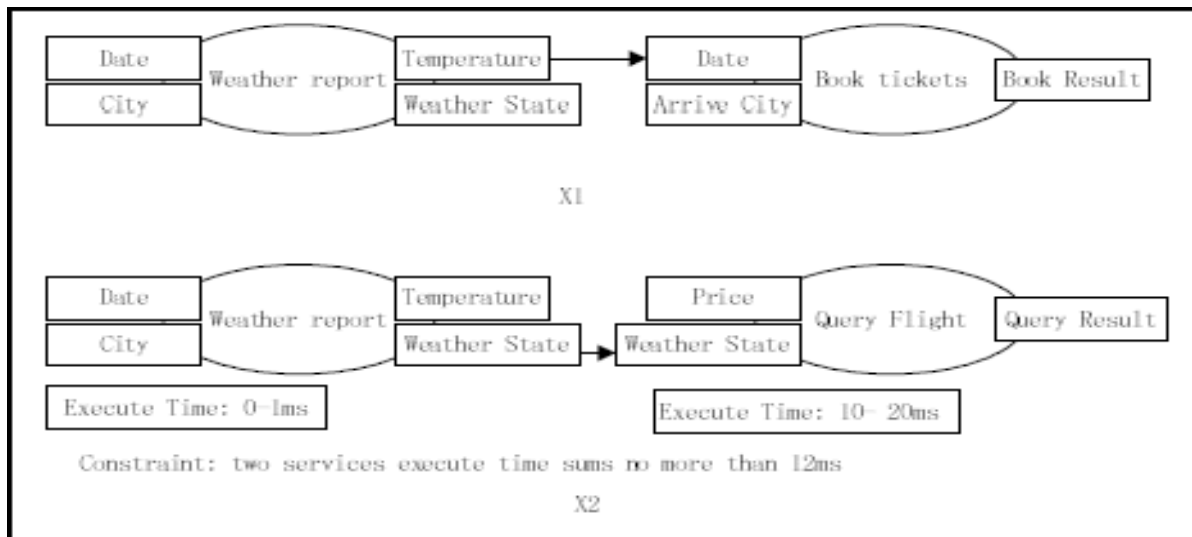 Date
Temperature
Date
Weather report
Book tickets
Book Result
City
Weather State
Arrive City
X1
Date
Temperature
Price
Weather report
Query Flight
Query Result
City
Weather State
Weather State
Execute Time: 0-1ms
Execute Time: 10- 20ms
Constraint: two services execute time sums no more than 12ms
X2